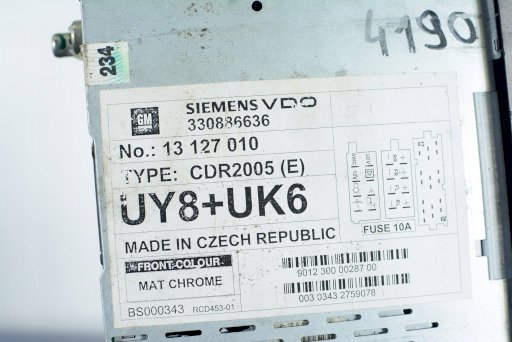 4190
234
GM
SIEMENS VDO
330886636
No.: 13 127 010
TYPE: CDR2005 (E)
UY8+UK6
FUSE 10A
MADE IN CZECH REPUBLIC
FRONT-COLOUR
MAT CHROME
9012 300 00287 00
003 0343 2759078
BS000343 RCD453-01